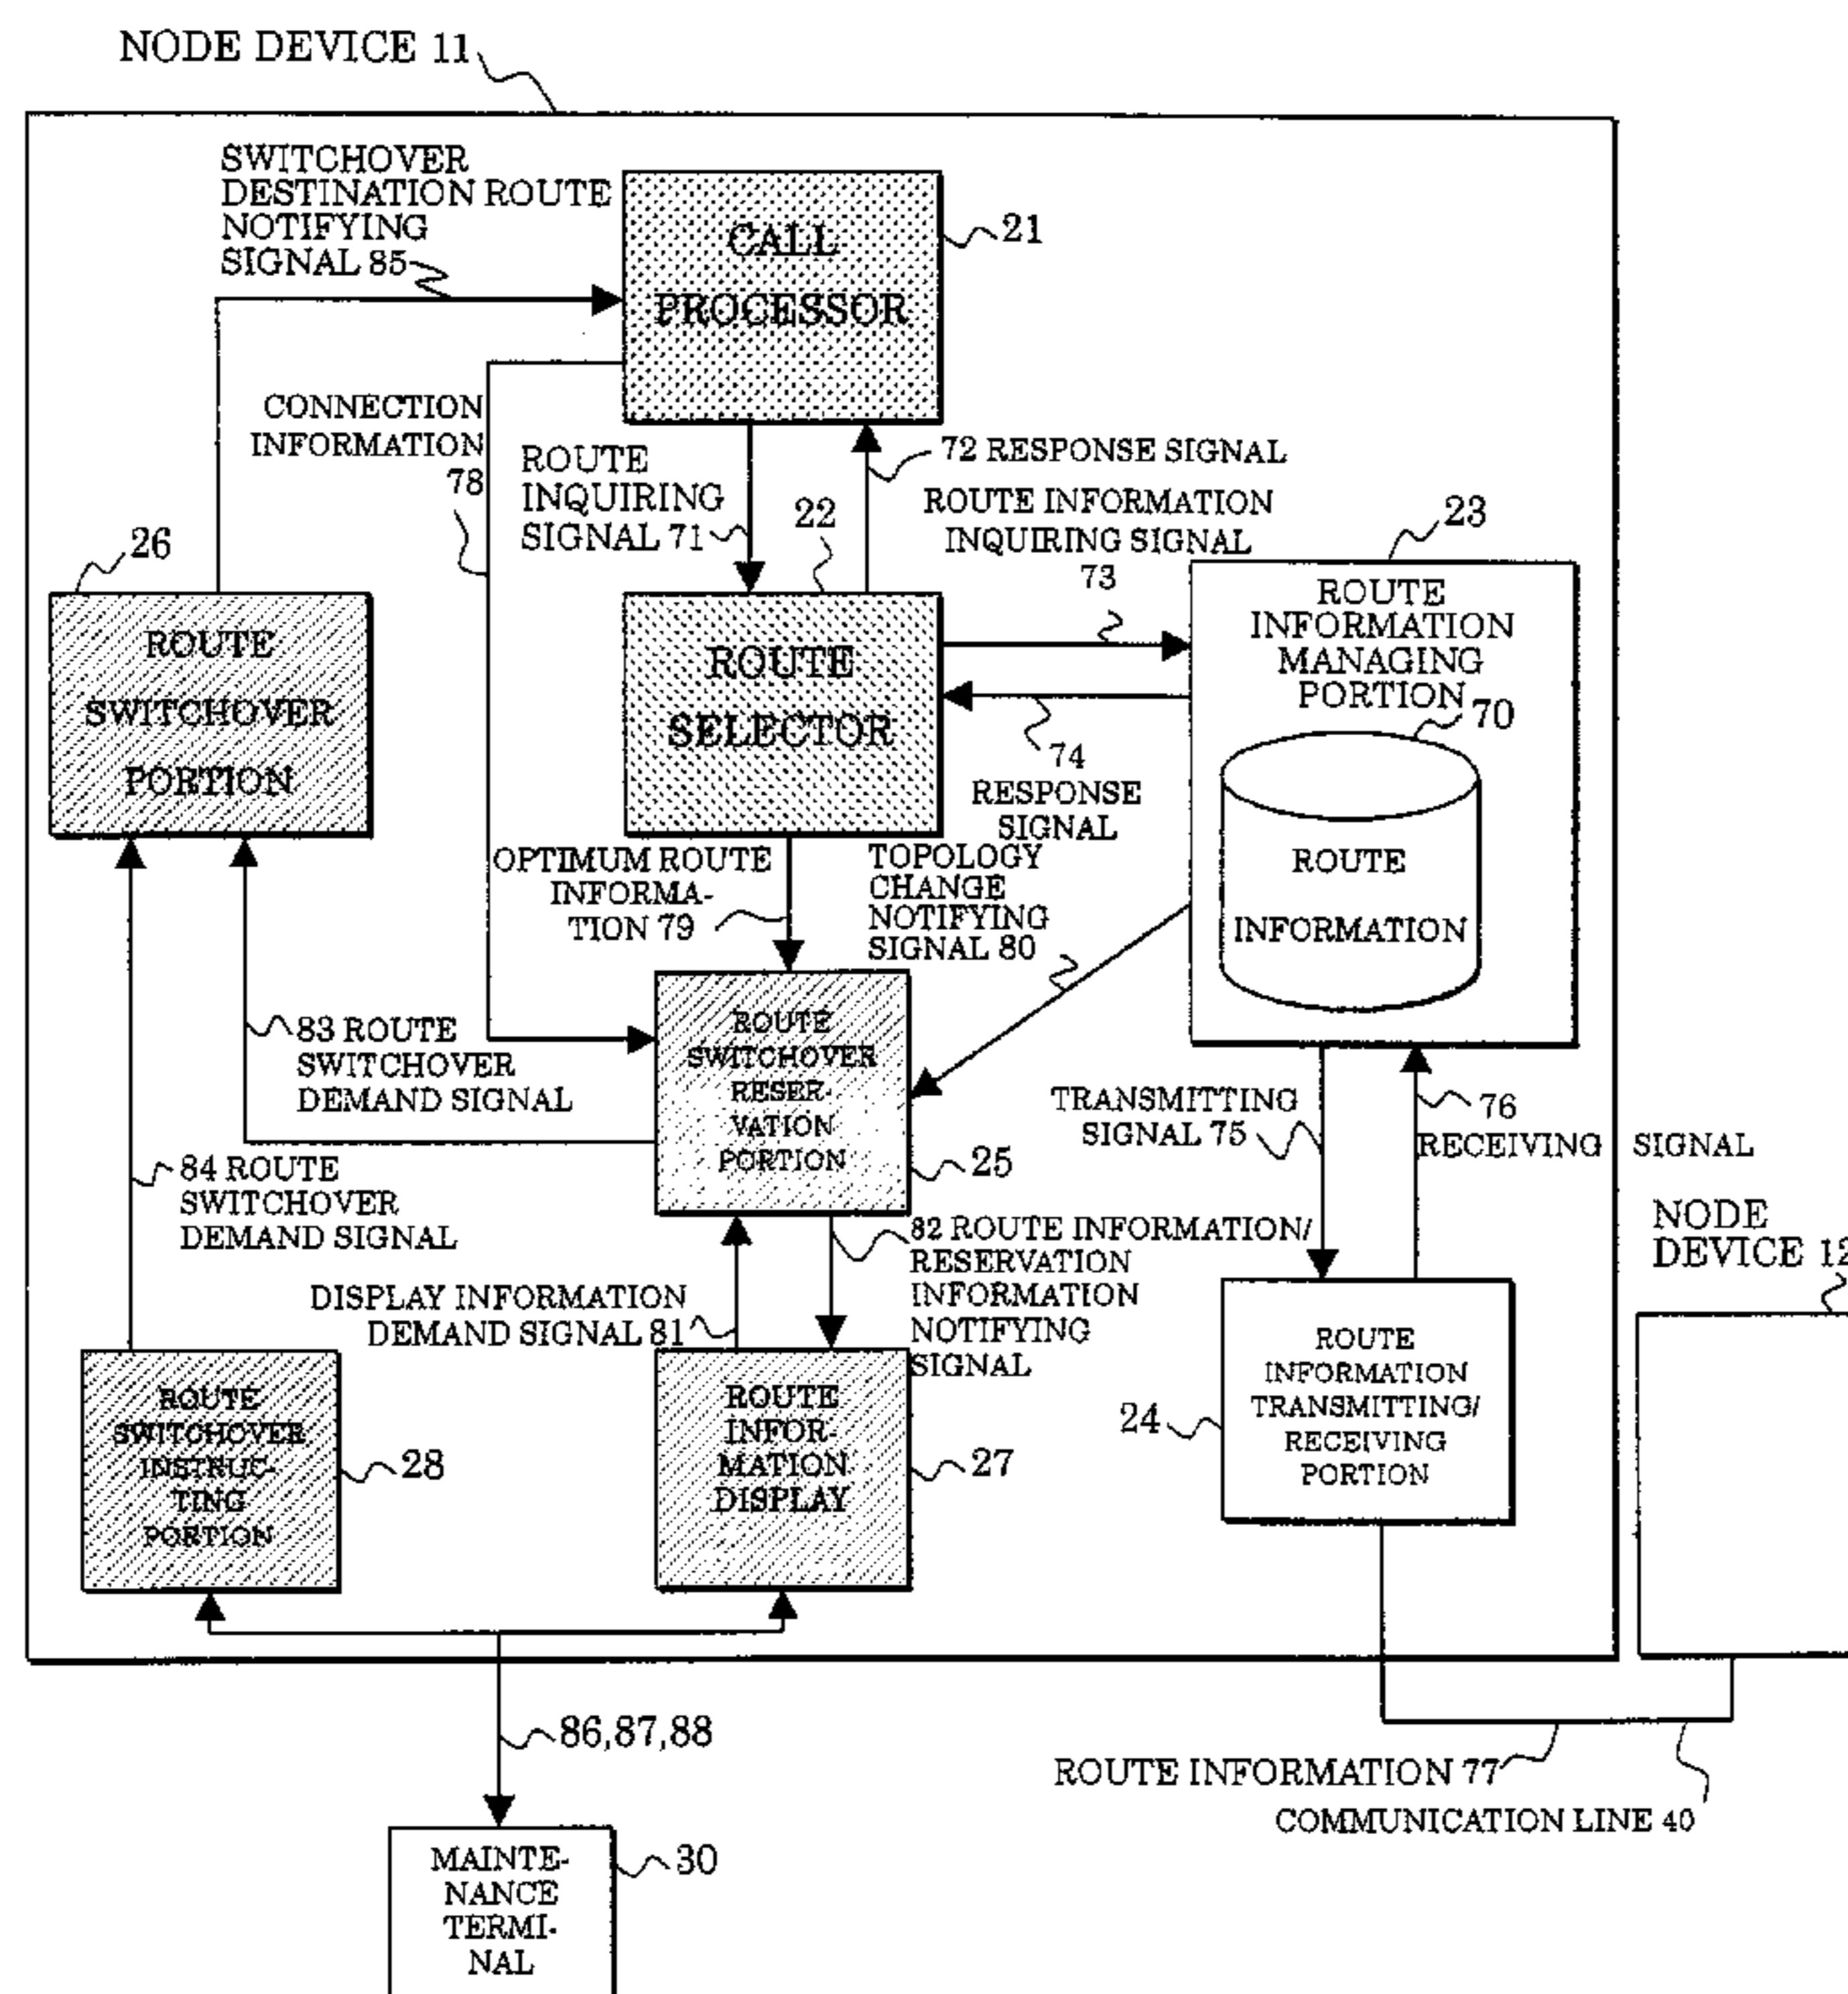 NODE DEVICE 11
SWITCHOVER
DESTINATION ROUTE
NOTIFYING
SIGNAL 85
CALL
PROCESSOR
21
CONNECTION
INFORMATION
78
ROUTE
INQUIRING
SIGNAL 71
72 RESPONSE SIGNAL
22
ROUTE INFORMATION
INQUIRING SIGNAL
73
23
26
ROUTE
SWITCHOVER
PORTION
ROUTE
SELECTOR
74
RESPONSE
SIGNAL
ROUTE
INFORMATION
MANAGING
PORTION
70
ROUTE
INFORMATION
OPTIMUM ROUTE
INFORMA-
TION 79
TOPOLOGY
CHANGE
NOTIFYING
SIGNAL 80
83 ROUTE
SWITCHOVER
DEMAND SIGNAL
ROUTE
SWITCHOVER
RESER-
VATION
PORTION
25
TRANSMITTING
SIGNAL 75
76
RECEIVING SIGNAL
84 ROUTE
SWITCHOVER
DEMAND SIGNAL
82 ROUTE INFORMATION/
RESERVATION
INFORMATION
NOTIFYING
SIGNAL
DISPLAY INFORMATION
DEMAND SIGNAL 81
NODE
DEVICE 12
ROUTE
SWITCHOVER
INSTRUC-
TING
PORTION
28
ROUTE
INFOR-
MATION
DISPLAY
27
24
ROUTE
INFORMATION
TRANSMITTING/
RECEIVING
PORTION
86,87,88
ROUTE INFORMATION 77
COMMUNICATION LINE 40
MAINTE-
NANCE
TERMI-
NAL
30